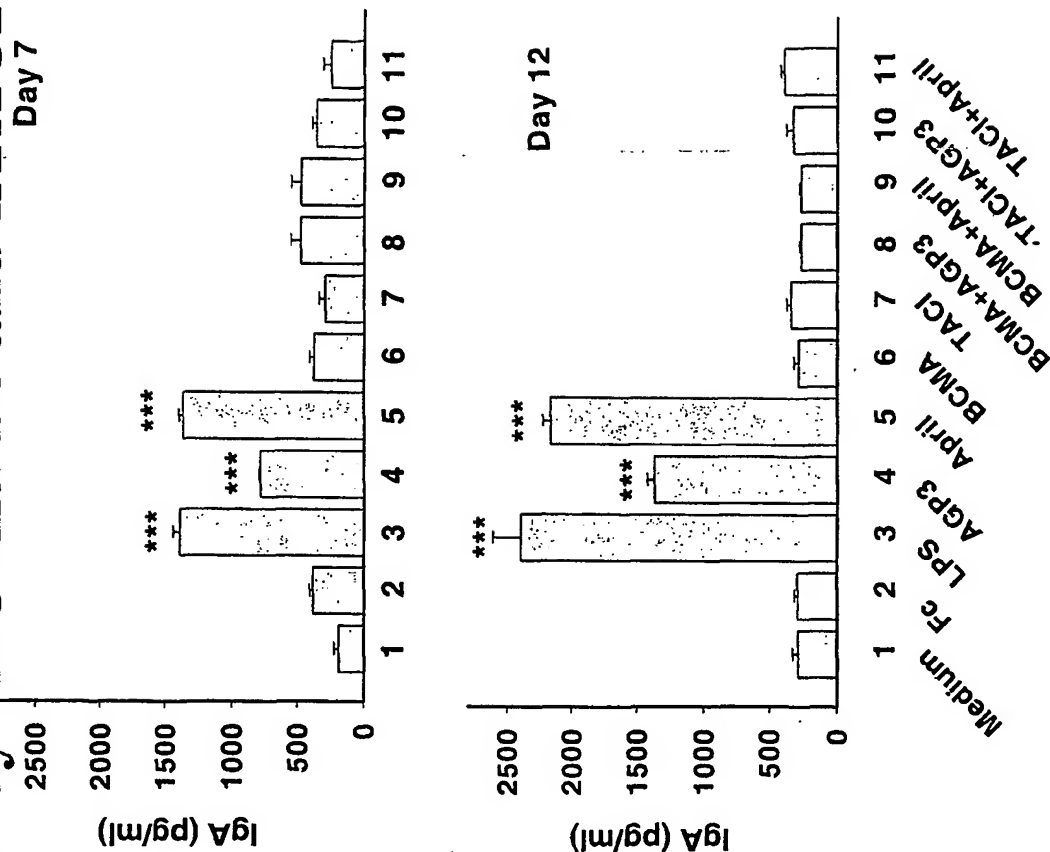 Day 7
2500
2000
1500
1000
500
0
IgA (pg/ml)
***
***
***
1 2 3 4 5 6 7 8 9 10 11
Day 12
2500
2000
1500
1000
500
0
IgA (pg/ml)
***
***
***
1 2 3 4 5 6 7 8 9 10 11
Medium
Fc
LPS
AGP3
April
BCMA
TACI
BCMA+AGP3
BCMA+April
TACI+AGP3
TACI+April